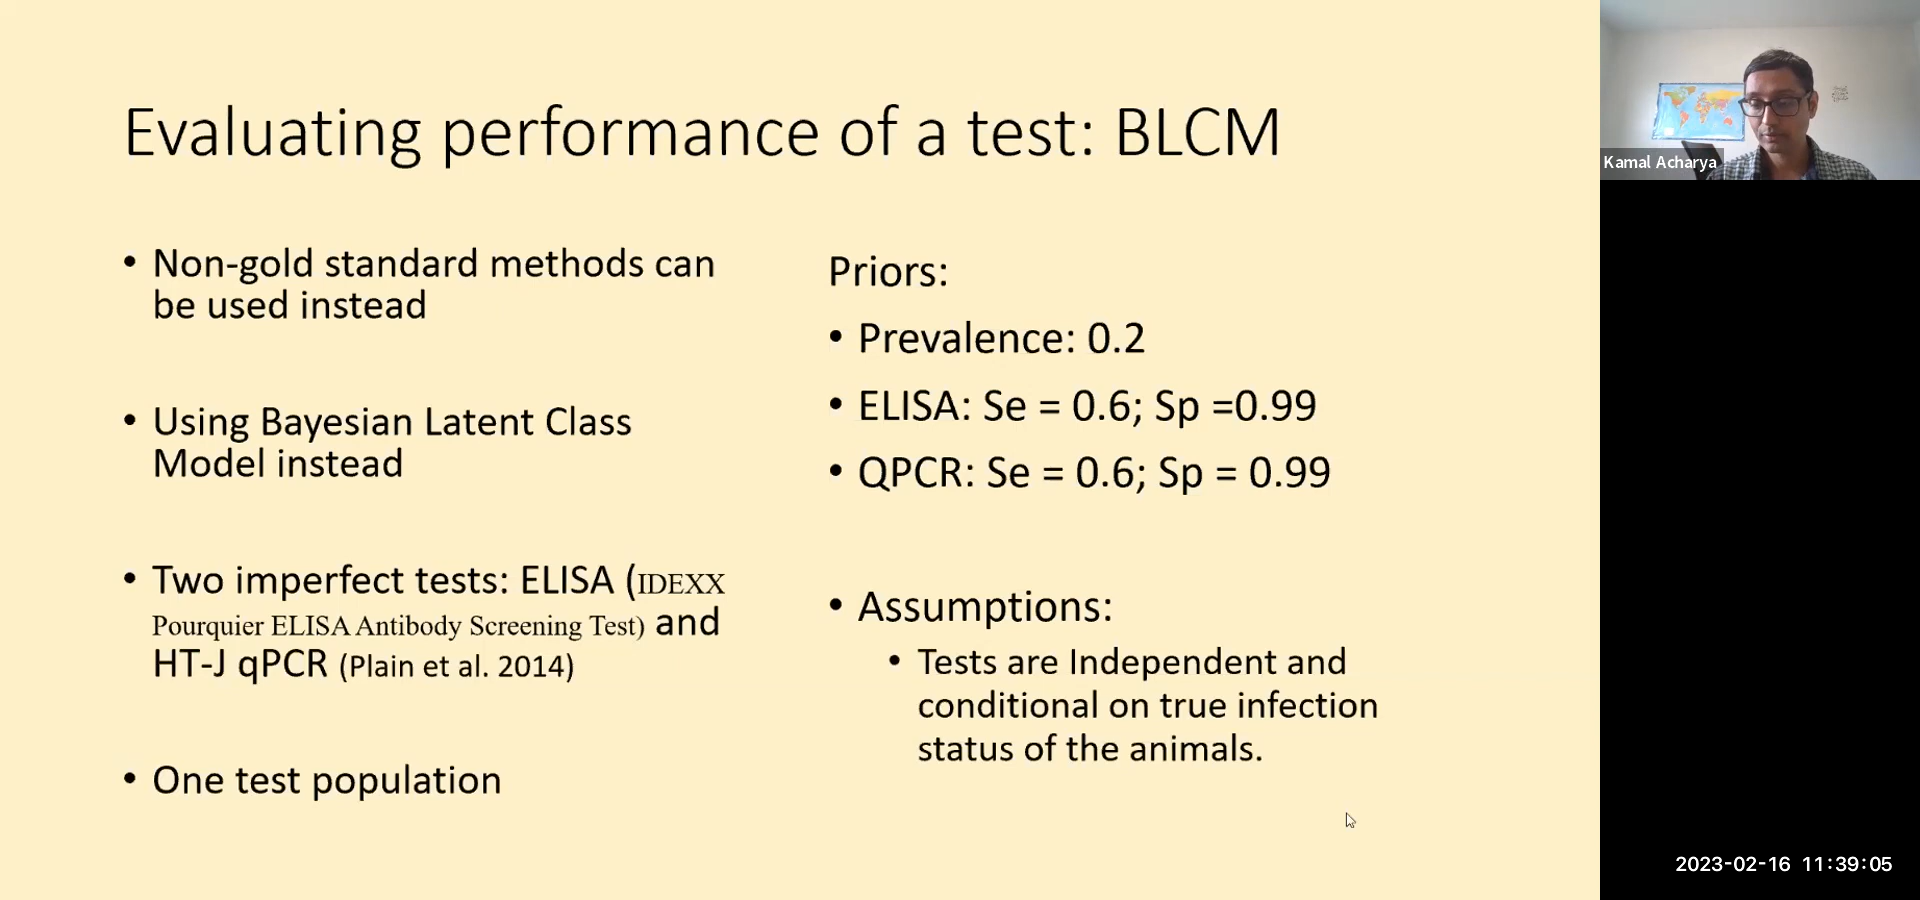 Evaluating performance of a test: BLCM
• Non-gold standard methods can
be used instead
• Using Bayesian Latent Class
Model instead
• Two imperfect tests: ELISA (IDEXX
Pourquier ELISA Antibody Screening Test) and
HT-J qPCR (Plain et al. 2014)
• One test population
Priors:
• Prevalence: 0.2
• ELISA: Se = 0.6; Sp =0.99
• QPCR: Se = 0.6; Sp = 0.99
• Assumptions:
• Tests are Independent and
conditional on true infection
status of the animals.
Kamal Acharya
2023-02-16 11:39:05